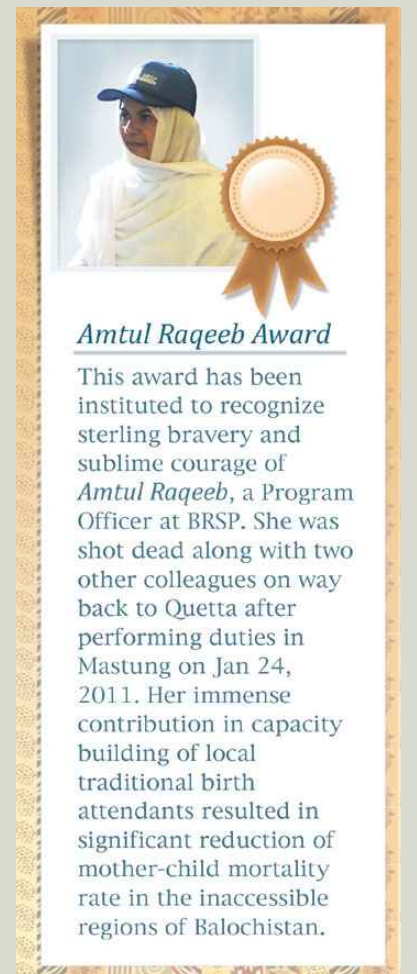 Amtul Raqeeb Award
This award has been
instituted to recognize
sterling bravery and
sublime courage of
Amtul Raqeeb, a Program
Officer at BRSP. She was
shot dead along with two
other colleagues on way
back to Quetta after
performing duties in
Mastung on Jan 24,
2011. Her immense
contribution in capacity
building of local
traditional birth
attendants resulted in
significant reduction of
mother-child mortality
rate in the inaccessible
regions of Balochistan.